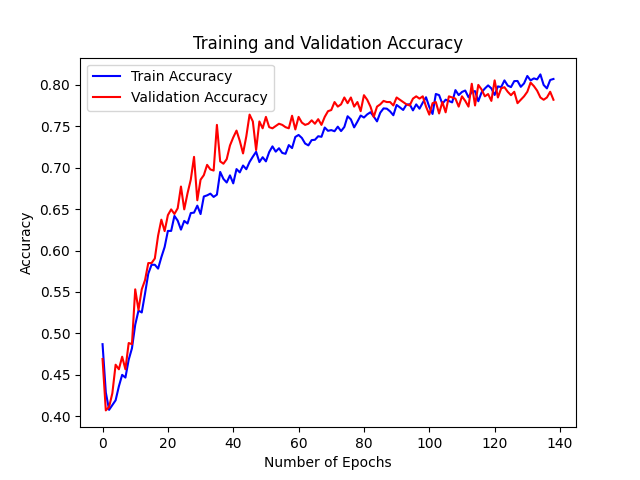 Training and Validation Accuracy
Train Accuracy
Validation Accuracy
0.80
0.75
0.70
0.65
0.60
0.55
0.50
0.45
0.40
Accuracy
0 20 40 60 80 100 120 140
Number of Epochs